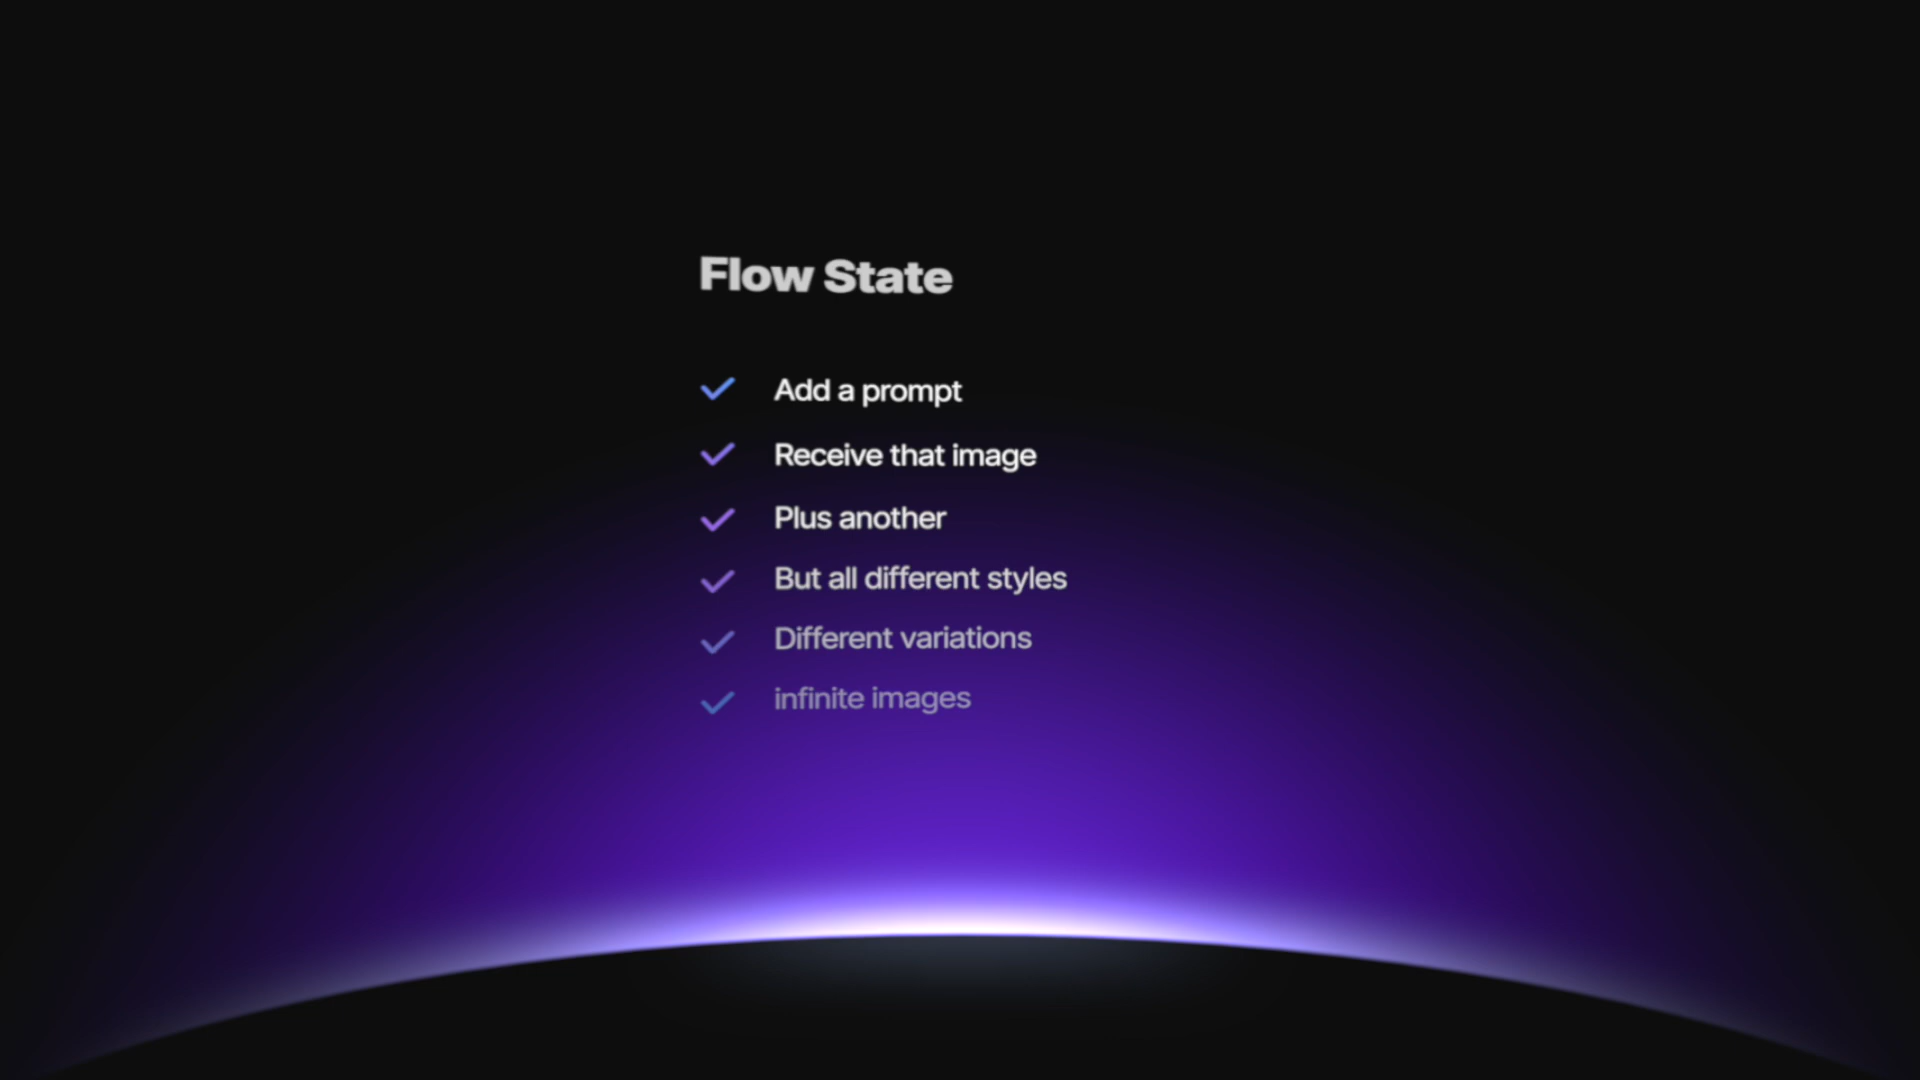 Flow State
Add a prompt
Receive that image
Plus another
But all different styles
Different variations
infinite images